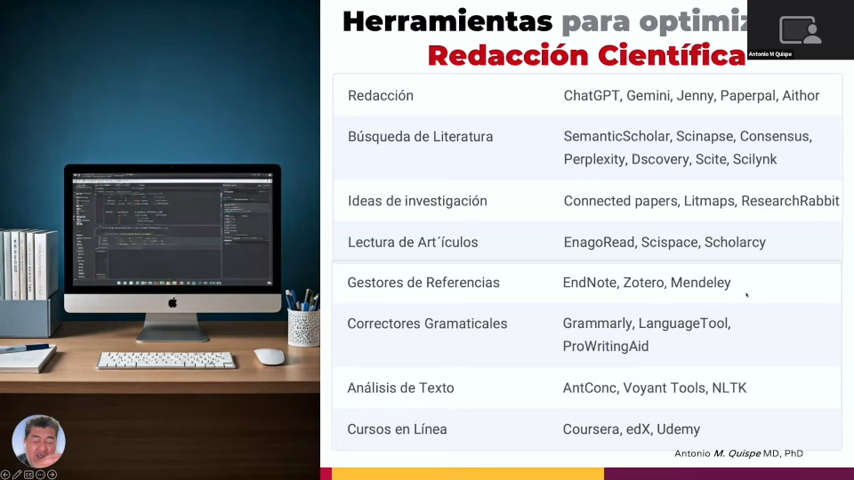 Herramientas para optimiz
Redacción Científica
Antonio M Quispe
Redacción ChatGPT, Gemini, Jenny, Paperpal, Aithor
Búsqueda de Literatura SemanticScholar, Scinapse, Consensus,
Perplexity, Dscovery, Scite, Scilynk
Ideas de investigación Connected papers, Litmaps, ResearchRabbit
Lectura de Art´ículos EnagoRead, Scispace, Scholarcy
Gestores de Referencias EndNote, Zotero, Mendeley
Correctores Gramaticales Grammarly, LanguageTool,
ProWritingAid
Análisis de Texto AntConc, Voyant Tools, NLTK
Cursos en Línea Coursera, edX, Udemy
Antonio M. Quispe MD, PhD